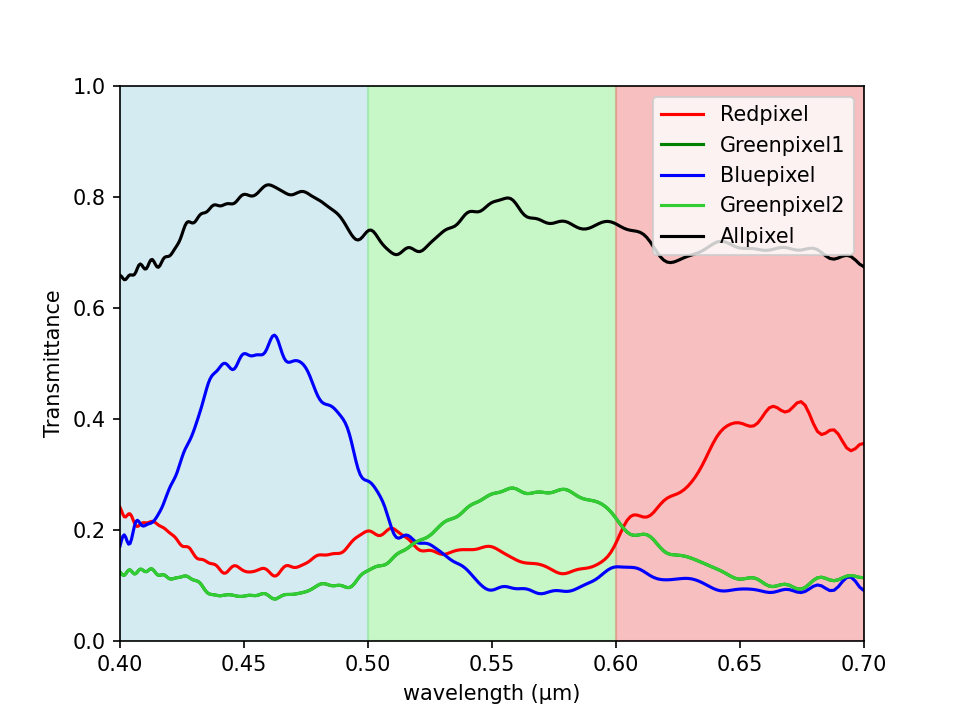 1.0
0.8
0.6
0.4
0.2
0.0
Transmittance
Redpixel
Greenpixel1
Bluepixel
Greenpixel2
Allpixel
0.40 0.45 0.50 0.55 0.60 0.65 0.70
wavelength (μm)